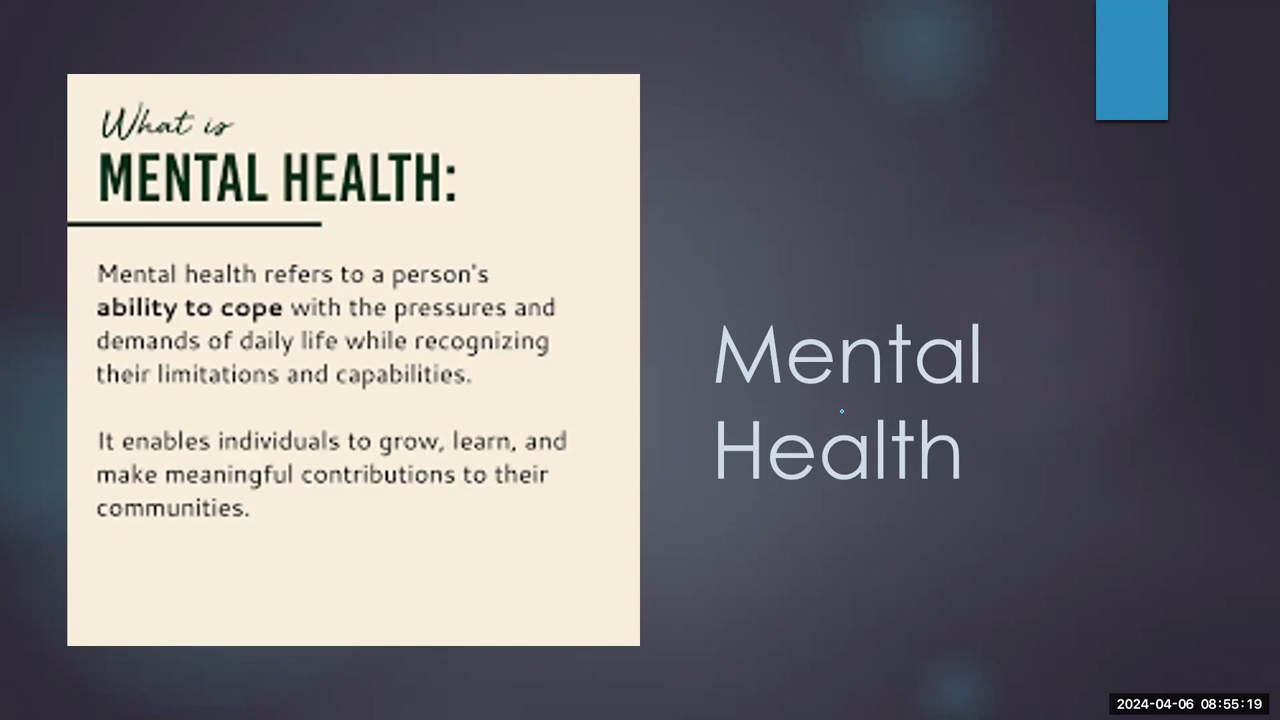 What is
MENTAL HEALTH:
Mental health refers to a person's
ability to cope with the pressures and
demands of daily life while recognizing
their limitations and capabilities.
It enables individuals to grow, learn, and
make meaningful contributions to their
communities.
Mental
Health
2024-04-06 08:55:19